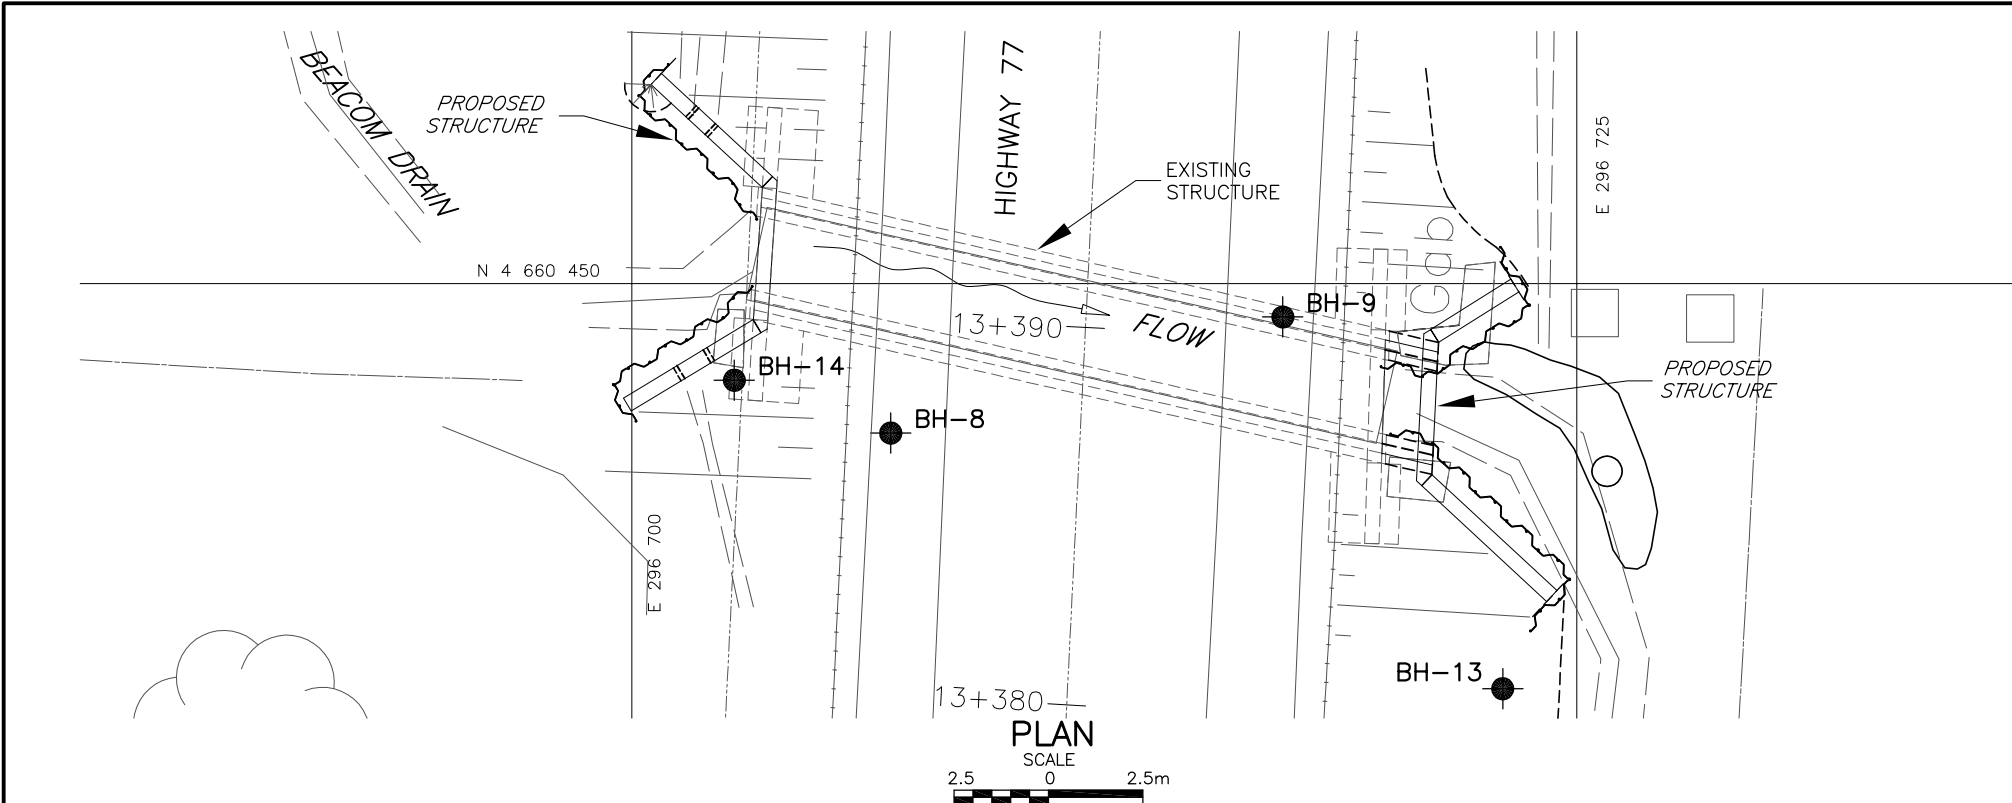 BEACOM DRAIN
PROPOSED
STRUCTURE
HIGHWAY 77
EXISTING
STRUCTURE
E 296 725
N 4 660 450
13+390
FLOW
BH-9
BH-14
BH-8
PROPOSED
STRUCTURE
E 296 700
BH-13
13+380
PLAN
SCALE
2.5 0 2.5m